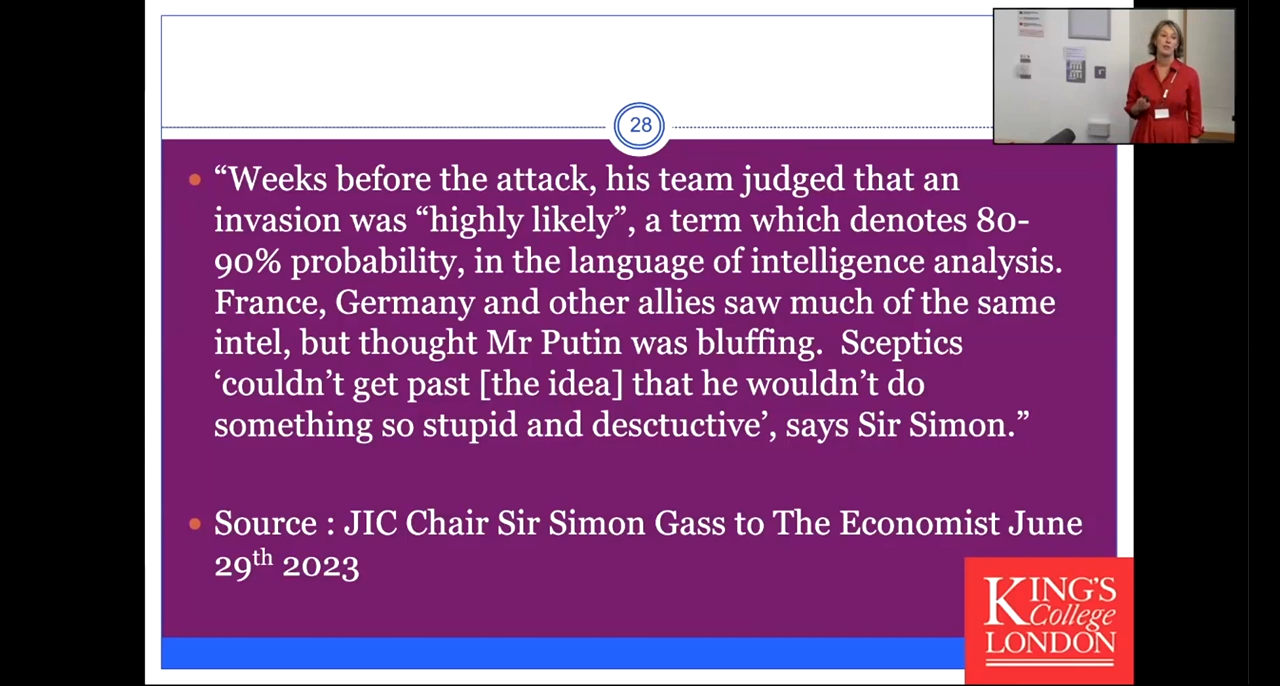 28
“Weeks before the attack, his team judged that an
invasion was “highly likely”, a term which denotes 80-
90% probability, in the language of intelligence analysis.
France, Germany and other allies saw much of the same
intel, but thought Mr Putin was bluffing.  Sceptics
‘couldn’t get past [the idea] that he wouldn’t do
something so stupid and desctuctive’, says Sir Simon.”
Source : JIC Chair Sir Simon Gass to The Economist June
29th 2023
KING'S
College
LONDON